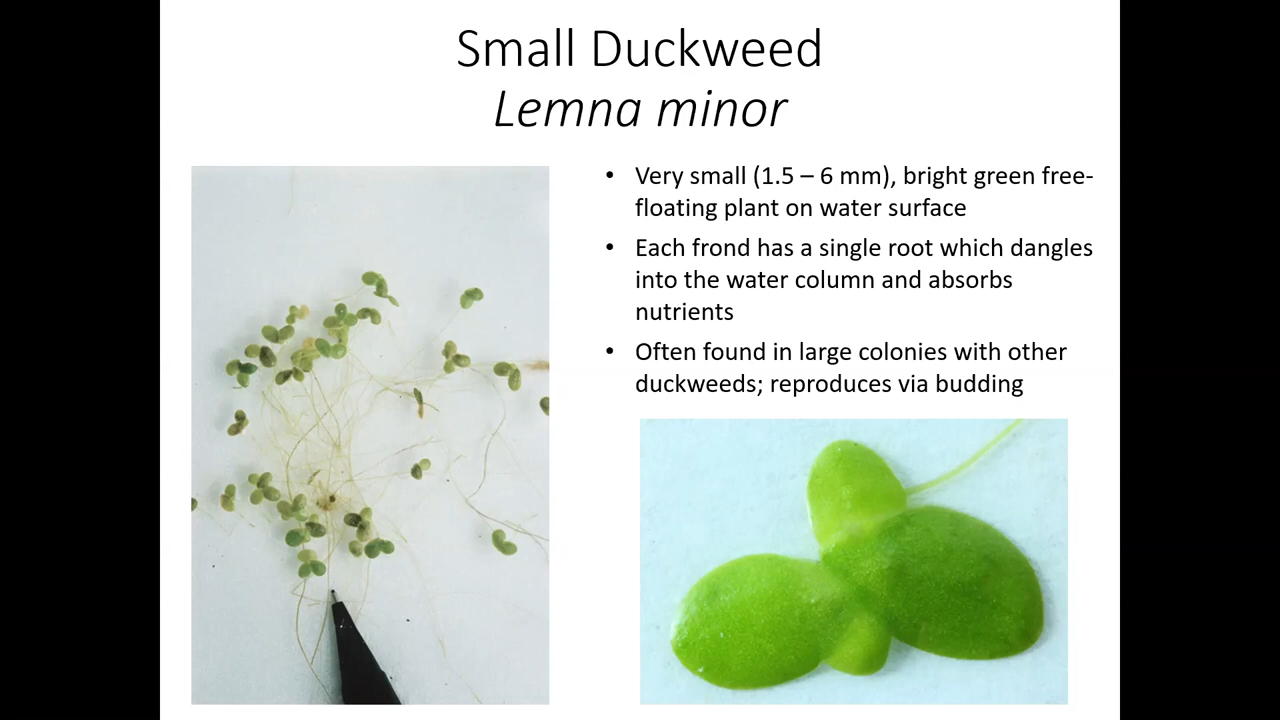 Small Duckweed
Lemna minor
• Very small (1.5 – 6 mm), bright green free-
floating plant on water surface
• Each frond has a single root which dangles
into the water column and absorbs
nutrients
• Often found in large colonies with other
duckweeds; reproduces via budding